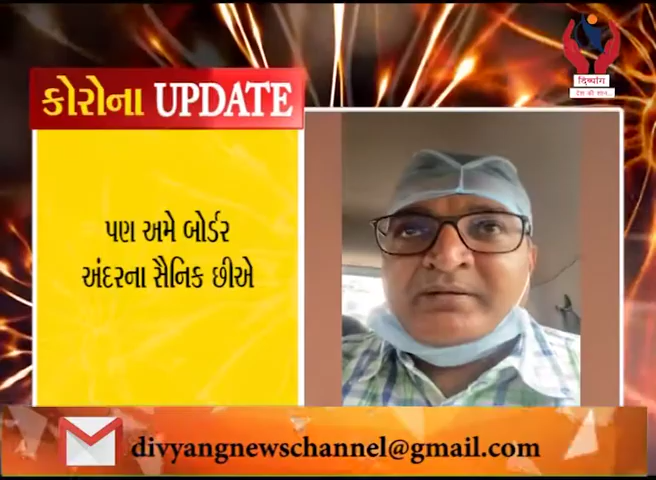 दिव्यांग
કોરોના UPDATE
પણ અમે બોર્ડર
અંદરના સૈનિક છીએ
divyangnewschannel@gmail.com